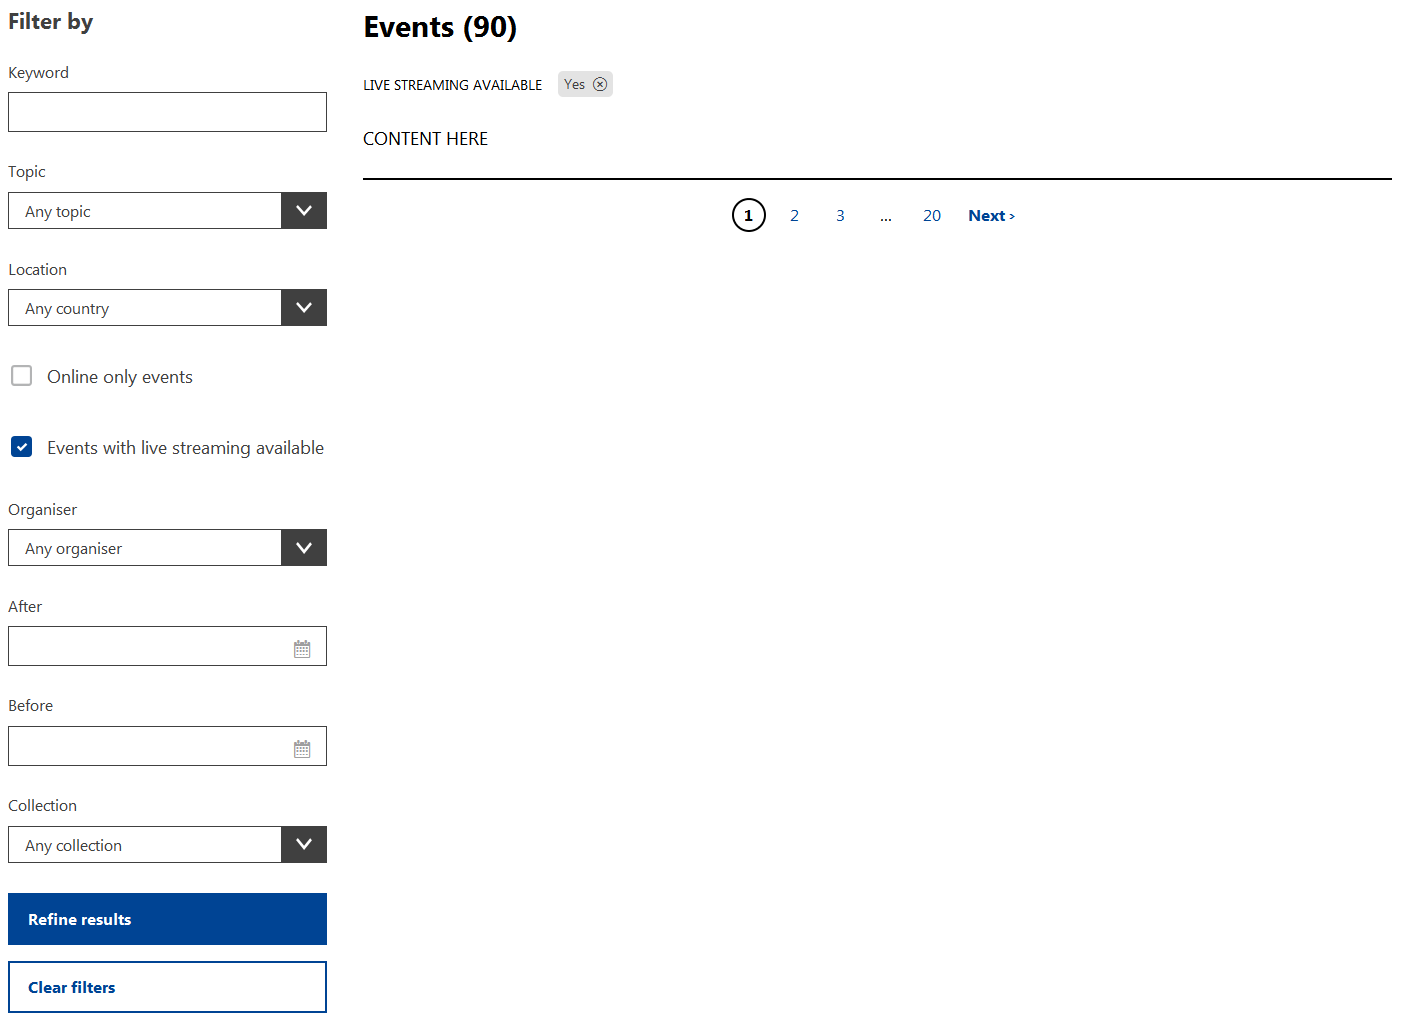 Filter by
Keyword
Topic
Any topic
Location
Any country
Online only events
Events with live streaming available
Organiser
Any organiser
After
Before
Collection
Any collection
Refine results
Clear filters
Events (90)
LIVE STREAMING AVAILABLE Yes
CONTENT HERE
1 2 3 ... 20 Next ›